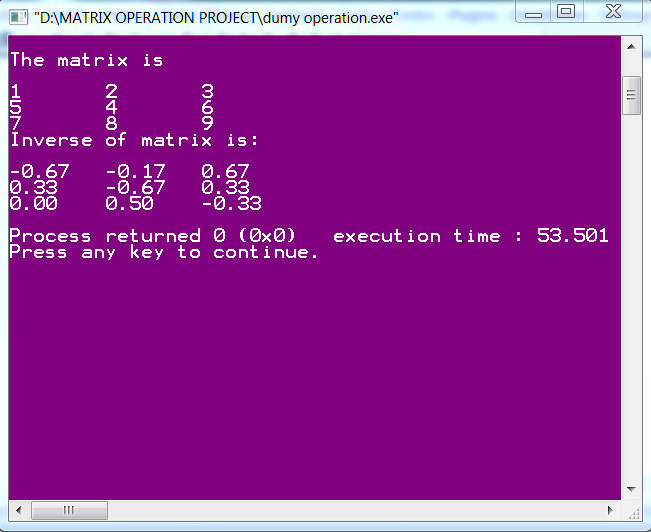 "D:\MATRIX OPERATION PROJECT\dumy operation.exe"
The matrix is
1 2 3
5 4 6
7 8 9
Inverse of matrix is:
-0.67 -0.17 0.67
0.33 -0.67 0.33
0.00 0.50 -0.33
Process returned 0 (0x0) execution time : 53.501
Press any key to continue.